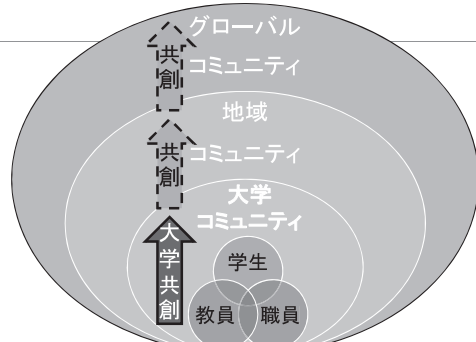 グローバル
コミュニティ
共創
地域
コミュニティ
共創
大学
コミュニティ
大学共創
学生
教員
職員